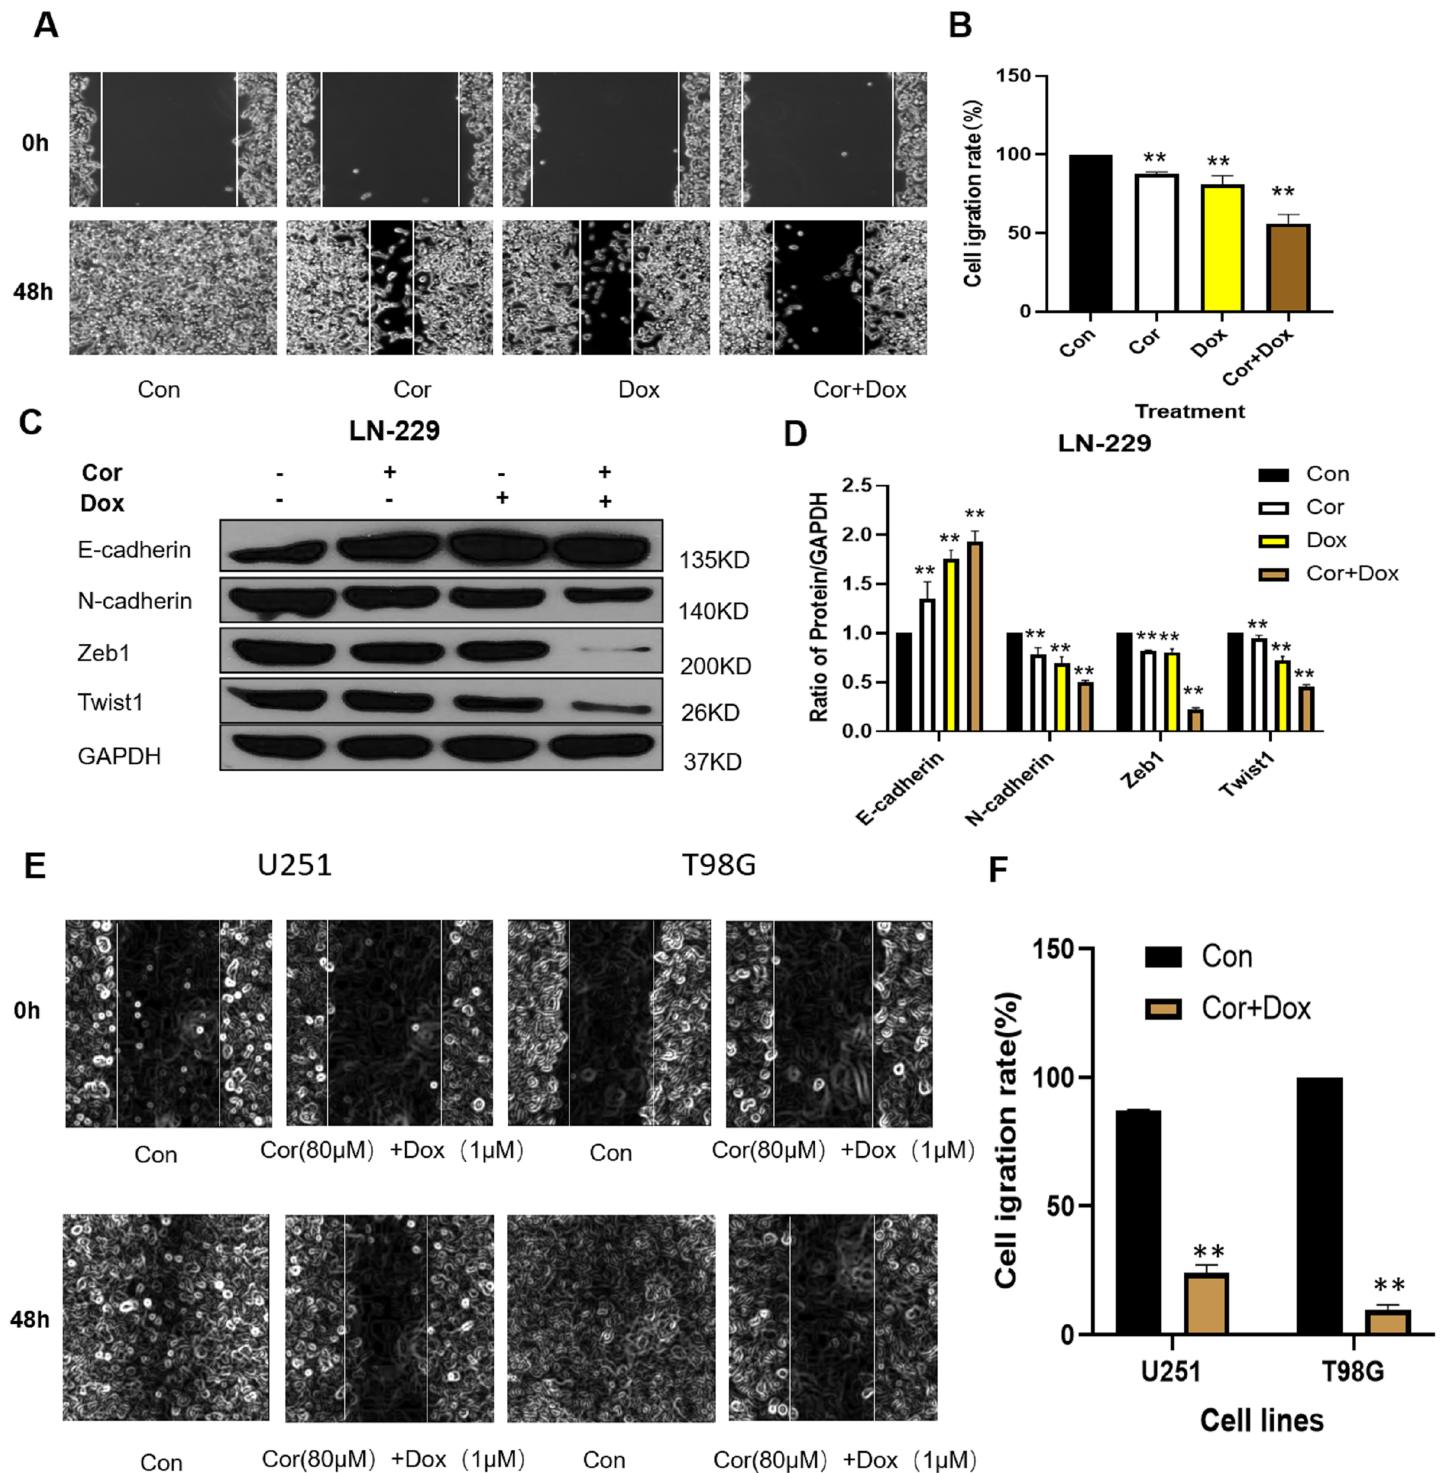 A
0h
48h
Con Cor Dox Cor+Dox
B
Cell igration rate(%)
150
100
50
0
** ** **
Con Cor Dox Cor+Dox
Treatment
C
LN-229
Cor - + - +
Dox - - + +
E-cadherin 135KD
N-cadherin 140KD
Zeb1 200KD
Twist1 26KD
GAPDH 37KD
D
LN-229
Ratio of Protein/GAPDH
2.5
2.0
1.5
1.0
0.5
0.0
** ** **
** ** **
** ** **
** ** **
E-cadherin N-cadherin Zeb1 Twist1
Con
Cor
Dox
Cor+Dox
E
U251 T98G
0h
Con Cor(80μM）+Dox（1μM） Con Cor(80μM）+Dox（1μM）
48h
Con Cor(80μM）+Dox（1μM） Con Cor(80μM）+Dox（1μM）
F
Cell igration rate(%)
150
100
50
0
Con
Cor+Dox
** **
U251 T98G
Cell lines